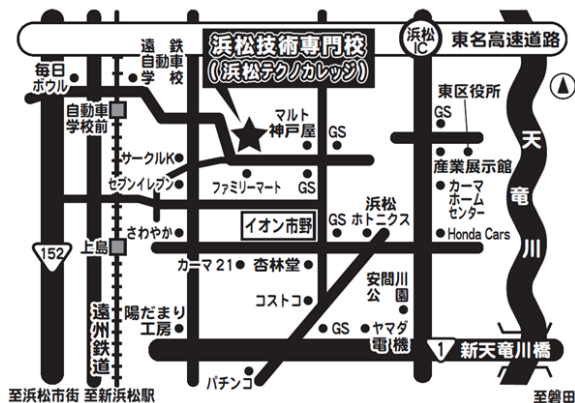 浜松技術専門校
(浜松テクノカレッジ)
浜松
IC
東名高速道路
毎日
ボウル
遠鉄
自動車
学校
自動車
学校前
マルト
神戸屋
GS
GS
東区役所
産業展示館
天竜川
サークルK
セブンイレブン
ファミリーマート
GS
カーマ
ホーム
センター
さわやか
イオン市野
GS
浜松
ホトニクス
Honda Cars
152
上島
カーマ21
杏林堂
コストコ
安間川
公園
遠州鉄道
陽だまり
工房
GS
ヤマダ
電機
1
新天竜川橋
パチンコ
至浜松市街
至新浜松駅
至磐田